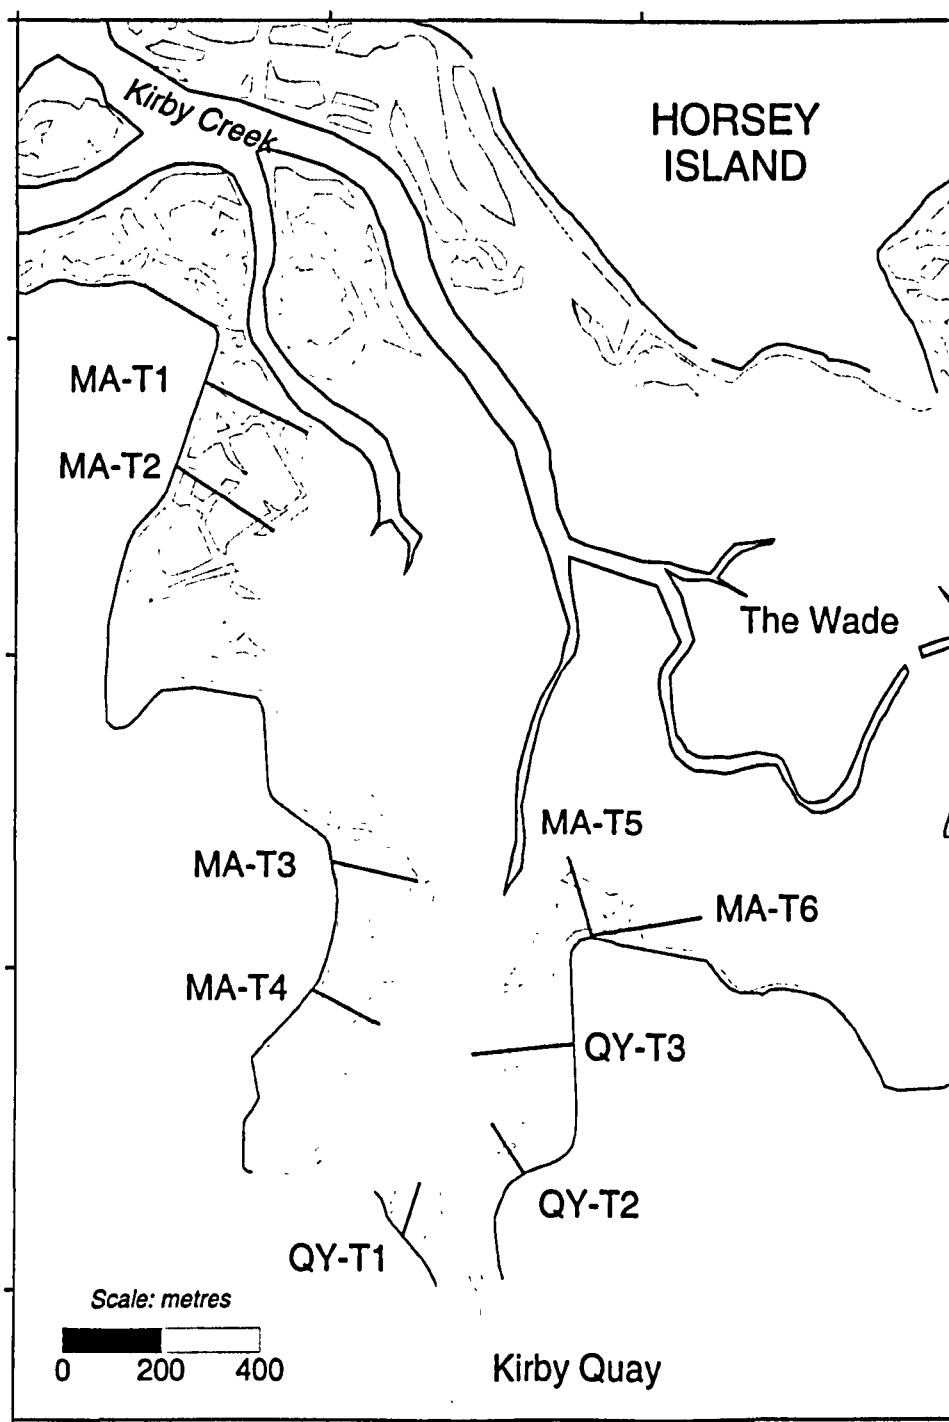 Kirby Creek
HORSEY
ISLAND
MA-T1
MA-T2
The Wade
MA-T5
MA-T3
MA-T6
MA-T4
QY-T3
QY-T2
QY-T1
Scale: metres
0 200 400
Kirby Quay